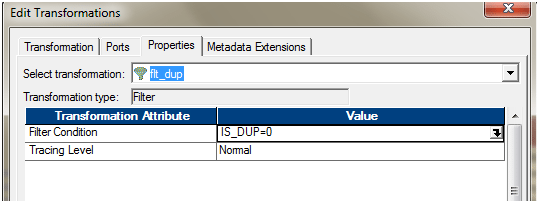 Edit Transformations
Transformation Ports Properties Metadata Extensions
Select transformation: flt_dup
Transformation type: Filter
Transformation Attribute Value
Filter Condition IS_DUP=0
Tracing Level Normal